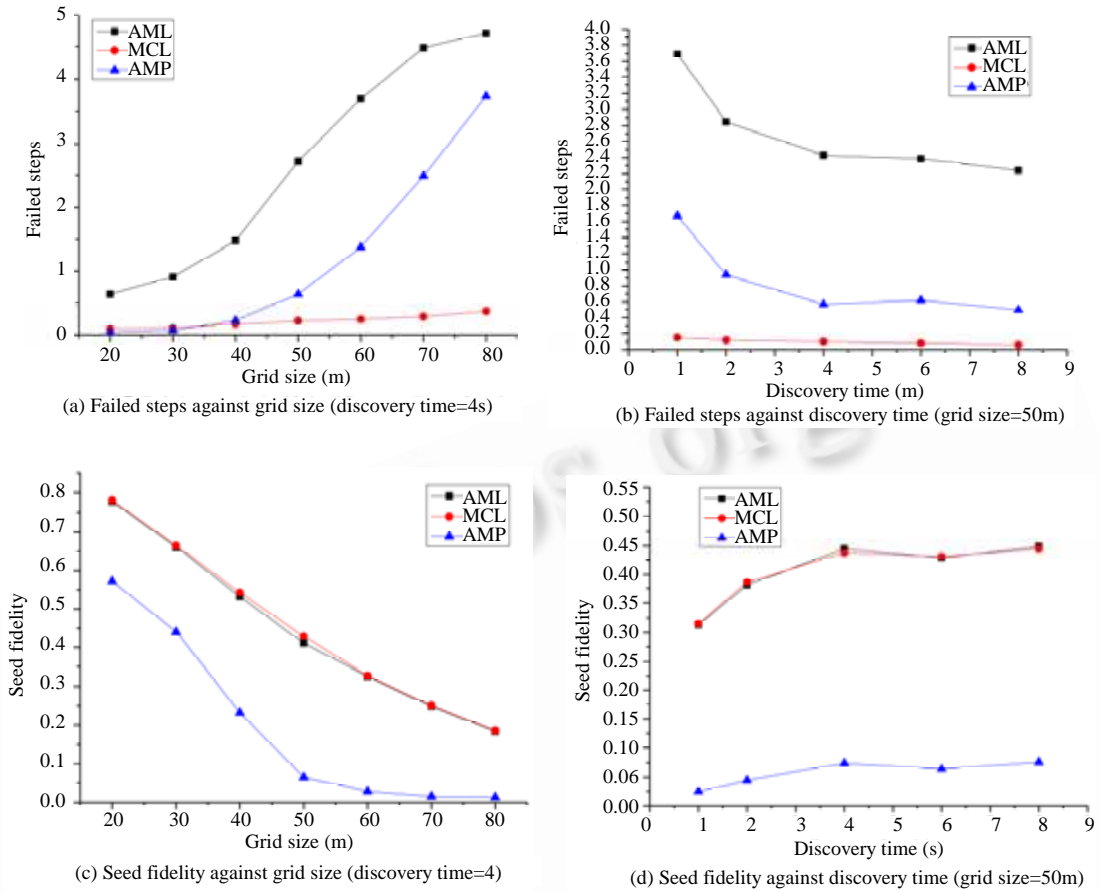 5
4
3
2
1
0
Failed steps
AML
MCL
AMP
20 30 40 50 60 70 80
Grid size (m)
(a) Failed steps against grid size (discovery time=4s)
4.0
3.8
3.6
3.4
3.2
3.0
2.8
2.6
2.4
2.2
2.0
1.8
1.6
1.4
1.2
1.0
0.8
0.6
0.4
0.2
0.0
Failed steps
AML
MCL
AMP
0 1 2 3 4 5 6 7 8 9
Discovery time (m)
(b) Failed steps against discovery time (grid size=50m)
0.8
0.7
0.6
0.5
0.4
0.3
0.2
0.1
0.0
Seed fidelity
AML
MCL
AMP
20 30 40 50 60 70 80
Grid size (m)
(c) Seed fidelity against grid size (discovery time=4)
0.55
0.50
0.45
0.40
0.35
0.30
0.25
0.20
0.15
0.10
0.06
0.00
Seed fidelity
AML
MCL
AMP
0 1 2 3 4 5 6 7 8 9
Discovery time (s)
(d) Seed fidelity against discovery time (grid size=50m)